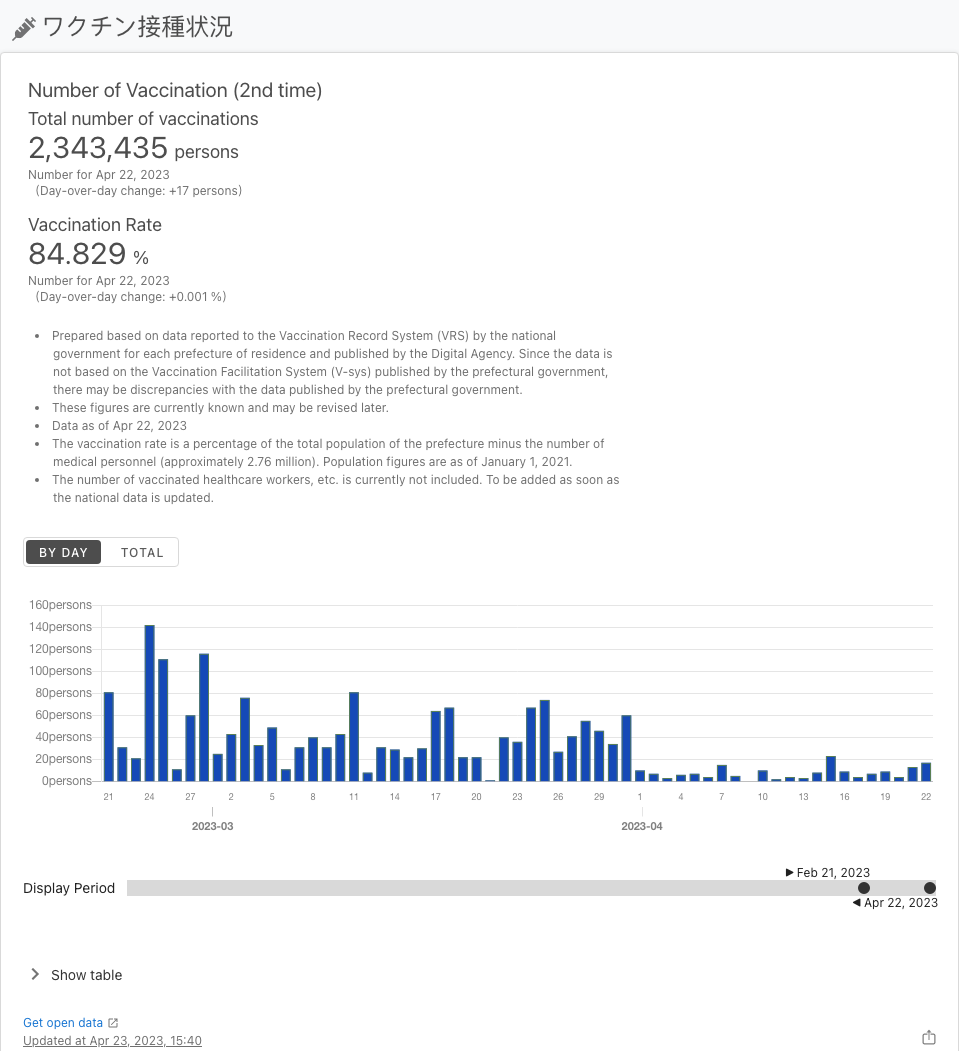 ワクチン接種状況
Number of Vaccination (2nd time)
Total number of vaccinations
2,343,435 persons
Number for Apr 22, 2023
(Day-over-day change: +17 persons)
Vaccination Rate
84.829 %
Number for Apr 22, 2023
(Day-over-day change: +0.001 %)
• Prepared based on data reported to the Vaccination Record System (VRS) by the national
government for each prefecture of residence and published by the Digital Agency. Since the data is
not based on the Vaccination Facilitation System (V-sys) published by the prefectural government,
there may be discrepancies with the data published by the prefectural government.
• These figures are currently known and may be revised later.
• Data as of Apr 22, 2023
• The vaccination rate is a percentage of the total population of the prefecture minus the number of
medical personnel (approximately 2.76 million). Population figures are as of January 1, 2021.
• The number of vaccinated healthcare workers, etc. is currently not included. To be added as soon as
the national data is updated.
BY DAY TOTAL
160persons
140persons
120persons
100persons
80persons
60persons
40persons
20persons
0persons
21 24 27 2 5 8 11 14 17 20 23 26 29 1 4 7 10 13 16 19 22
2023-03 2023-04
Feb 21, 2023
Display Period
Apr 22, 2023
Show table
Get open data
Updated at Apr 23, 2023, 15:40